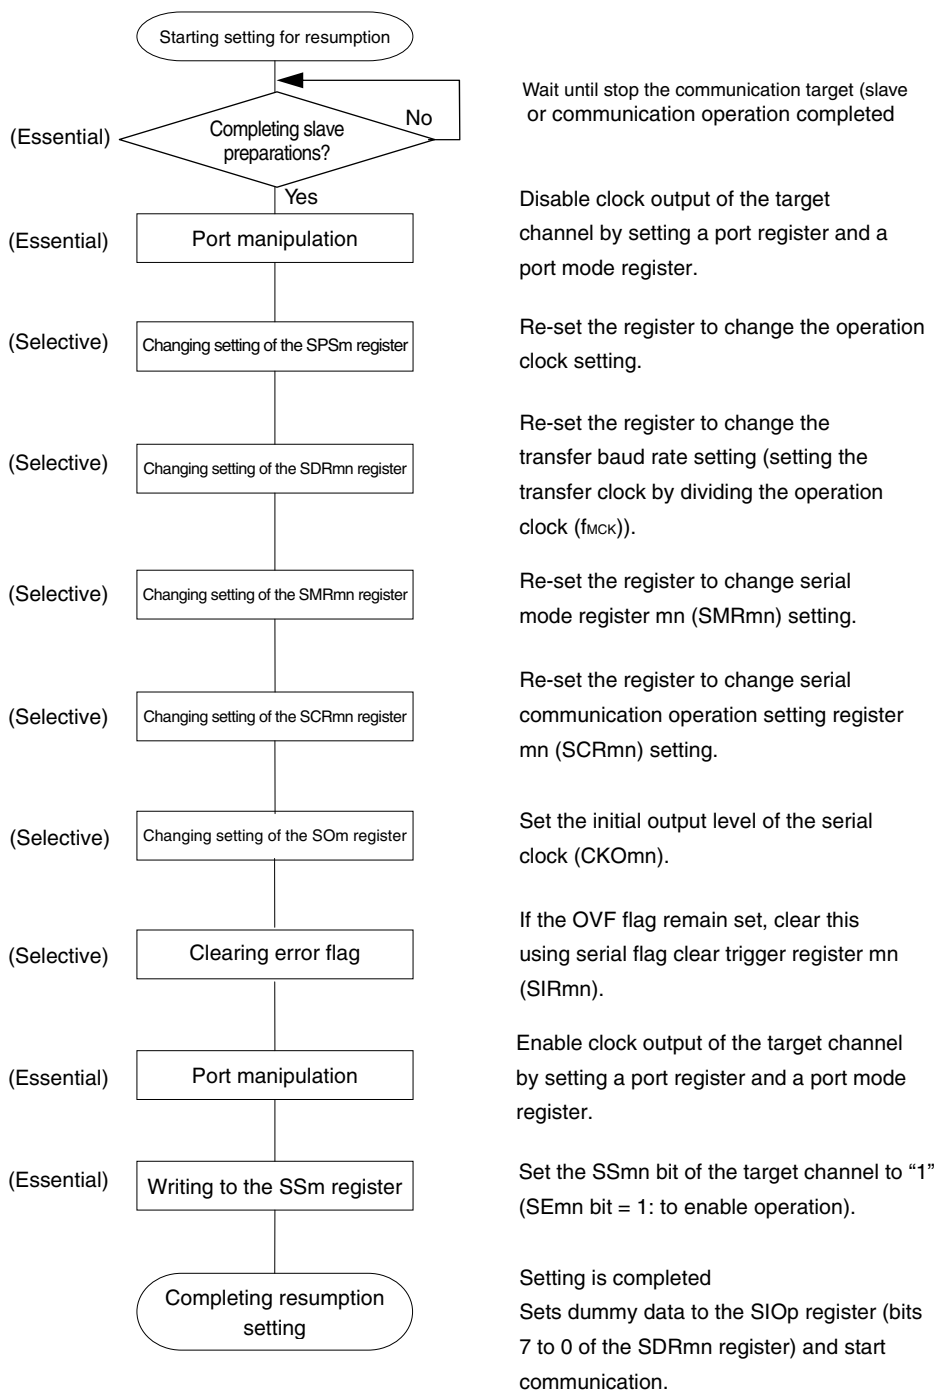 Starting setting for resumption
Wait until stop the communication target (slave
or communication operation completed
(Essential)
Completing slave
preparations?
No
Yes
Disable clock output of the target
channel by setting a port register and a
port mode register.
(Essential)
Port manipulation
(Selective)
Changing setting of the SPSm register
Re-set the register to change the operation
clock setting.
(Selective)
Changing setting of the SDRmn register
Re-set the register to change the
transfer baud rate setting (setting the
transfer clock by dividing the operation
clock (fMCK)).
(Selective)
Changing setting of the SMRmn register
Re-set the register to change serial
mode register mn (SMRmn) setting.
(Selective)
Changing setting of the SCRmn register
Re-set the register to change serial
communication operation setting register
mn (SCRmn) setting.
(Selective)
Changing setting of the SOm register
Set the initial output level of the serial
clock (CKOmn).
(Selective)
Clearing error flag
If the OVF flag remain set, clear this
using serial flag clear trigger register mn
(SIRmn).
(Essential)
Port manipulation
Enable clock output of the target channel
by setting a port register and a port mode
register.
(Essential)
Writing to the SSm register
Set the SSmn bit of the target channel to “1”
(SEmn bit = 1: to enable operation).
Completing resumption
setting
Setting is completed
Sets dummy data to the SIOp register (bits
7 to 0 of the SDRmn register) and start
communication.